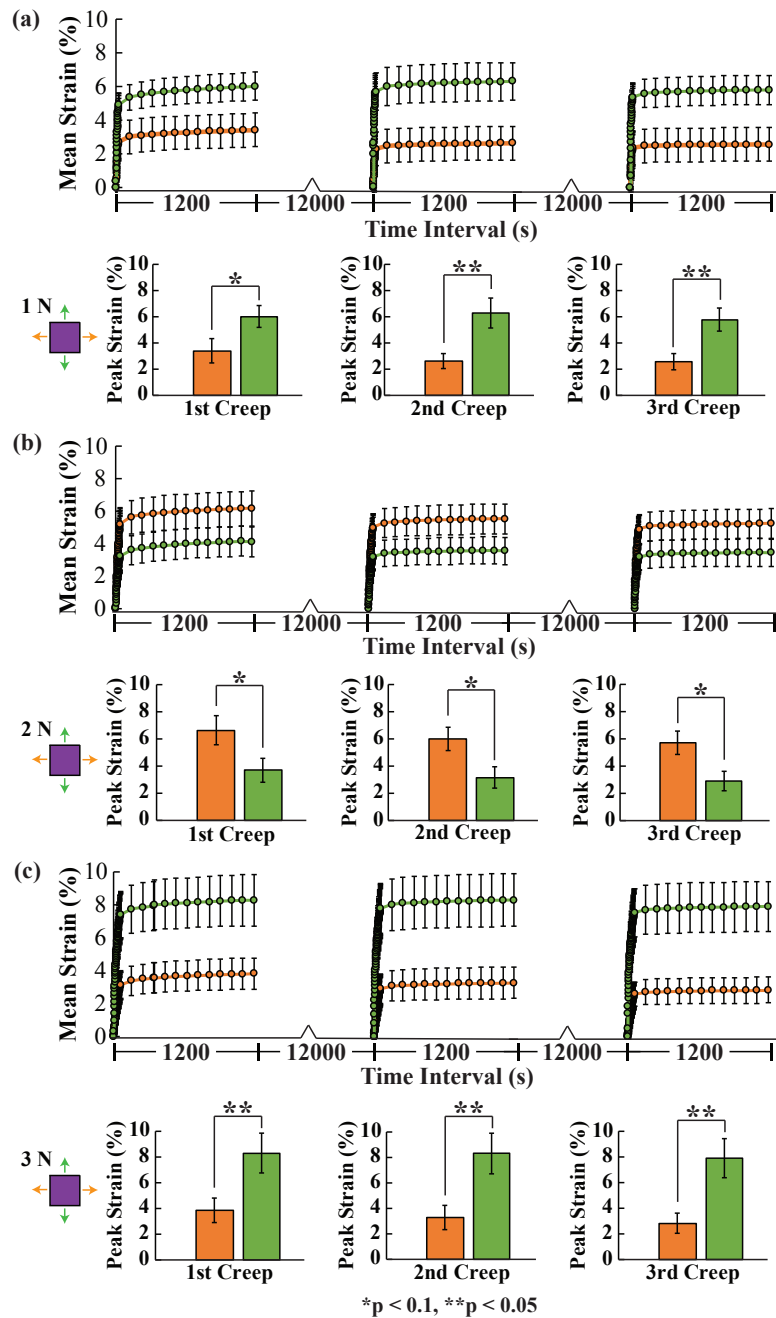 (a)
Mean Strain (%)
10
8
6
4
2
0
1200 12000 1200 12000 1200
Time Interval (s)
1 N
Peak Strain (%)
10
8
6
4
2
0
*
1st Creep
Peak Strain (%)
10
8
6
4
2
0
**
2nd Creep
Peak Strain (%)
10
8
6
4
2
0
**
3rd Creep
(b)
Mean Strain (%)
10
8
6
4
2
0
1200 12000 1200 12000 1200
Time Interval (s)
2 N
Peak Strain (%)
10
8
6
4
2
0
*
1st Creep
Peak Strain (%)
10
8
6
4
2
0
*
2nd Creep
Peak Strain (%)
10
8
6
4
2
0
*
3rd Creep
(c)
Mean Strain (%)
10
8
6
4
2
0
1200 12000 1200 12000 1200
Time Interval (s)
3 N
Peak Strain (%)
10
8
6
4
2
0
**
1st Creep
Peak Strain (%)
10
8
6
4
2
0
**
2nd Creep
Peak Strain (%)
10
8
6
4
2
0
**
3rd Creep
*p < 0.1, **p < 0.05